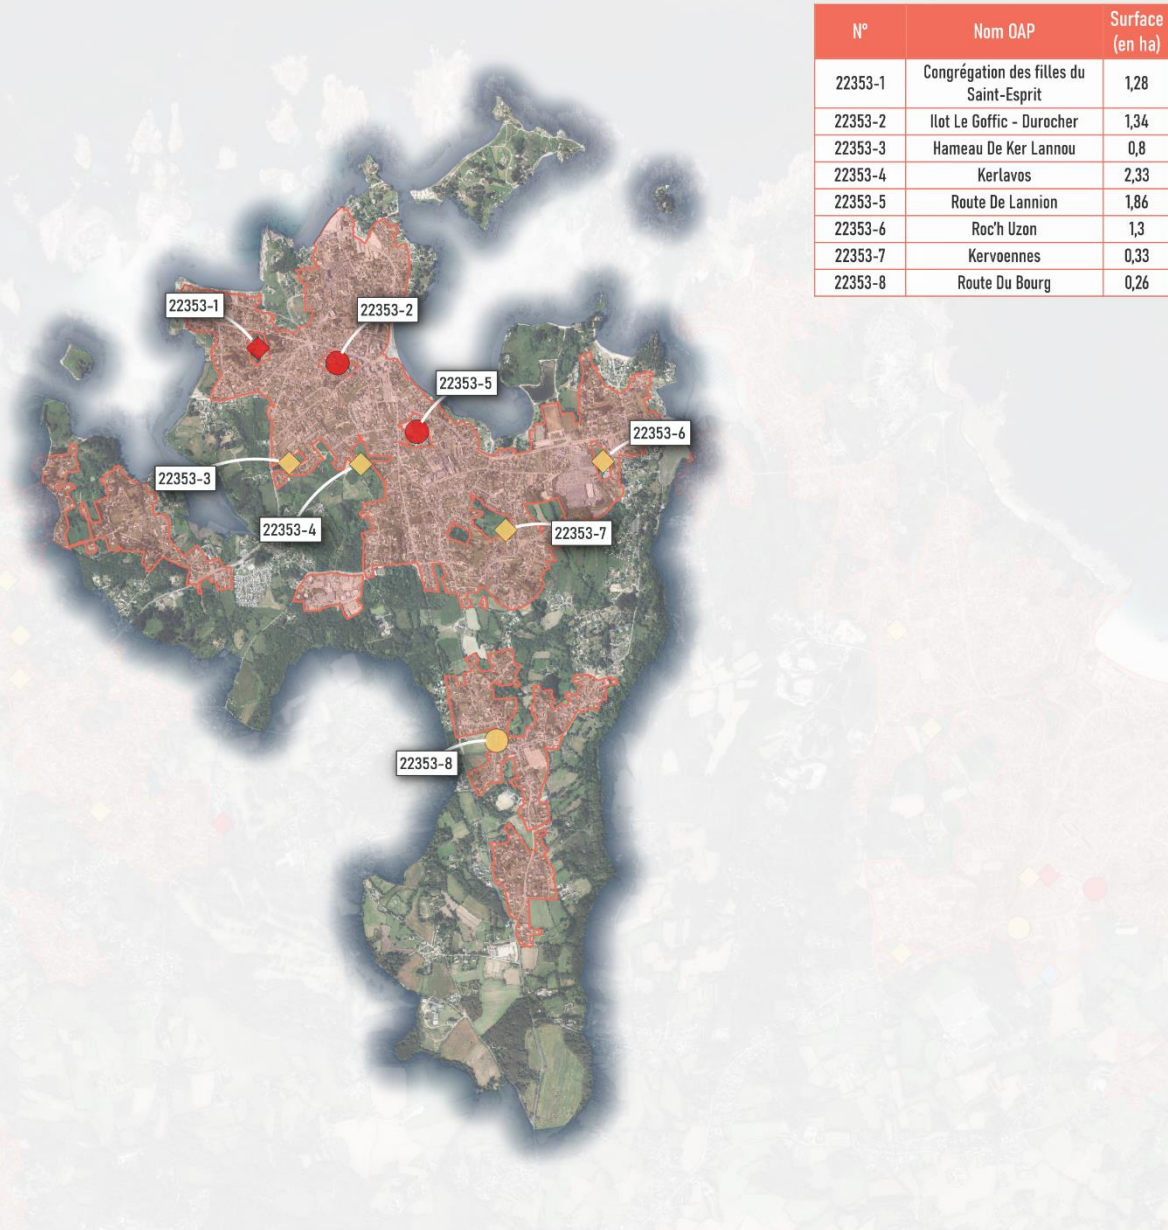 N° Nom OAP Surface
(en ha)
22353-1 Congrégation des filles du
Saint-Esprit 1,28
22353-2 Ilot Le Goffic - Durocher 1,34
22353-3 Hameau De Ker Lannou 0,8
22353-4 Kerlavos 2,33
22353-5 Route De Lannion 1,86
22353-6 Roc'h Uzon 1,3
22353-7 Kervoennes 0,33
22353-8 Route Du Bourg 0,26
22353-1
22353-2
22353-5
22353-6
22353-3
22353-4
22353-7
22353-8